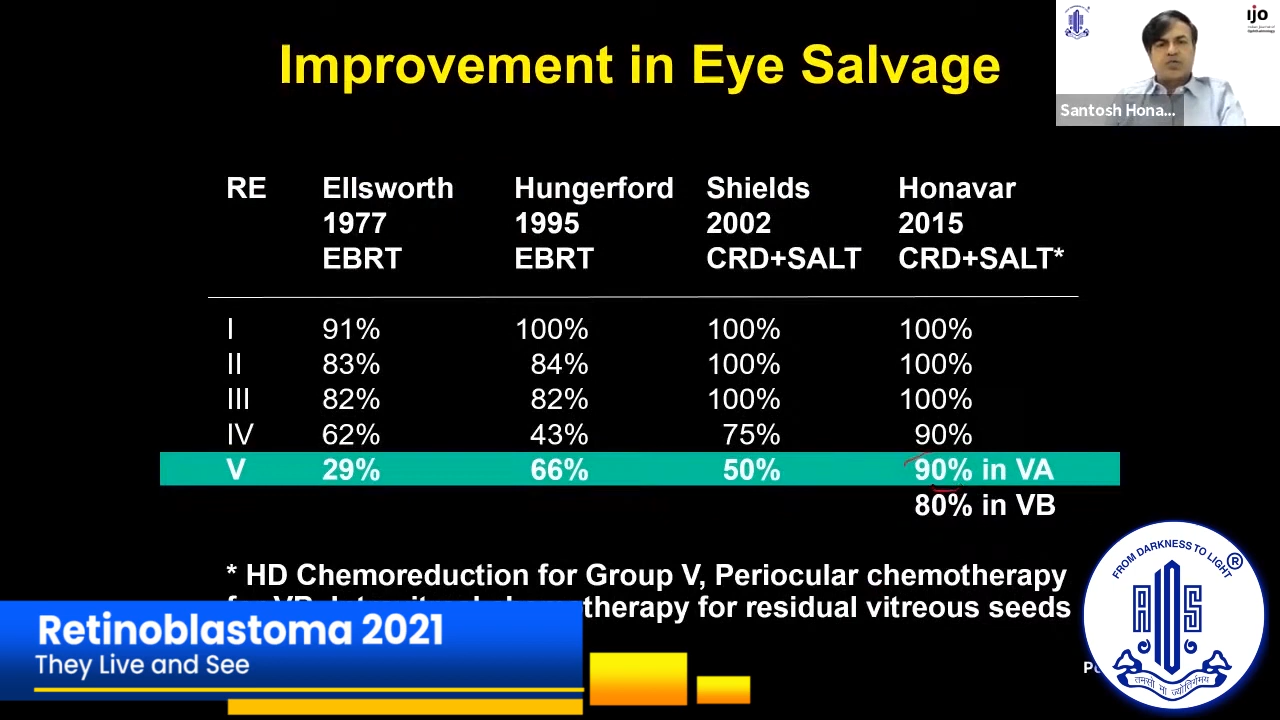 Improvement in Eye Salvage
ijo
Santosh Hona...
RE Ellsworth Hungerford Shields Honavar
1977 1995 2002 2015
EBRT EBRT CRD+SALT CRD+SALT*
I 91% 100% 100% 100%
II 83% 84% 100% 100%
III 82% 82% 100% 100%
IV 62% 43% 75% 90%
V 29% 66% 50% 90% in VA
80% in VB
* HD Chemoreduction for Group V, Periocular chemotherapy
therapy for residual vitreous seeds
Retinoblastoma 2021
They Live and See
FROM DARKNESS TO LIGHT ®
AIOS
तमसो मा ज्योतिर्गमय